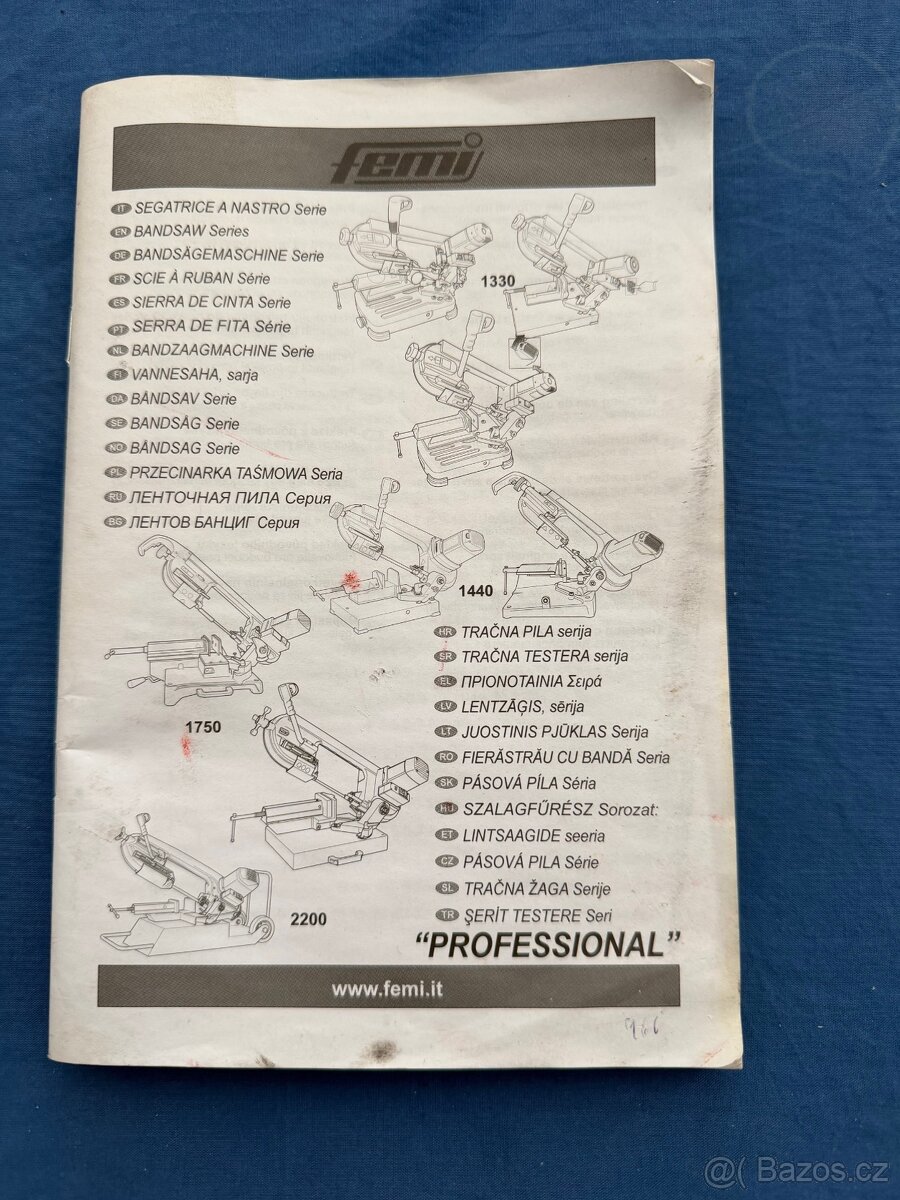 femi
IT SEGATRICE A NASTRO Serie
EN BANDSAW Series
DE BANDSÄGEMASCHINE Serie
FR SCIE À RUBAN Série
ES SIERRA DE CINTA Serie
PT SERRA DE FITA Série
NL BANDZAAGMACHINE Serie
FI VANNESAHA, sarja
DA BÅNDSAV Serie
SE BANDSÅG Serie
NO BÅNDSAG Serie
PL PRZECINARKA TAŚMOWA Seria
RU ЛЕНТОЧНАЯ ПИЛА Серия
BG ЛЕНТОВ БАНЦИГ Серия
1330
1440
1750
2200
HR TRAČNA PILA serija
SR TRAČNA TESTERA serija
EL ΠΡΙΟΝΟΤΑΙΝΙΑ Σειρά
LV LENTZĀĢIS, sērija
LT JUOSTINIS PJŪKLAS Serija
RO FIERĂSTRĂU CU BANDĂ Seria
SK PÁSOVÁ PÍLA Séria
HU SZALAGFŰRÉSZ Sorozat:
ET LINTSAAGIDE seeria
CZ PÁSOVÁ PILA Série
SL TRAČNA ŽAGA Serije
TR ŞERİT TESTERE Seri
“PROFESSIONAL”
www.femi.it
@( Bazos.cz